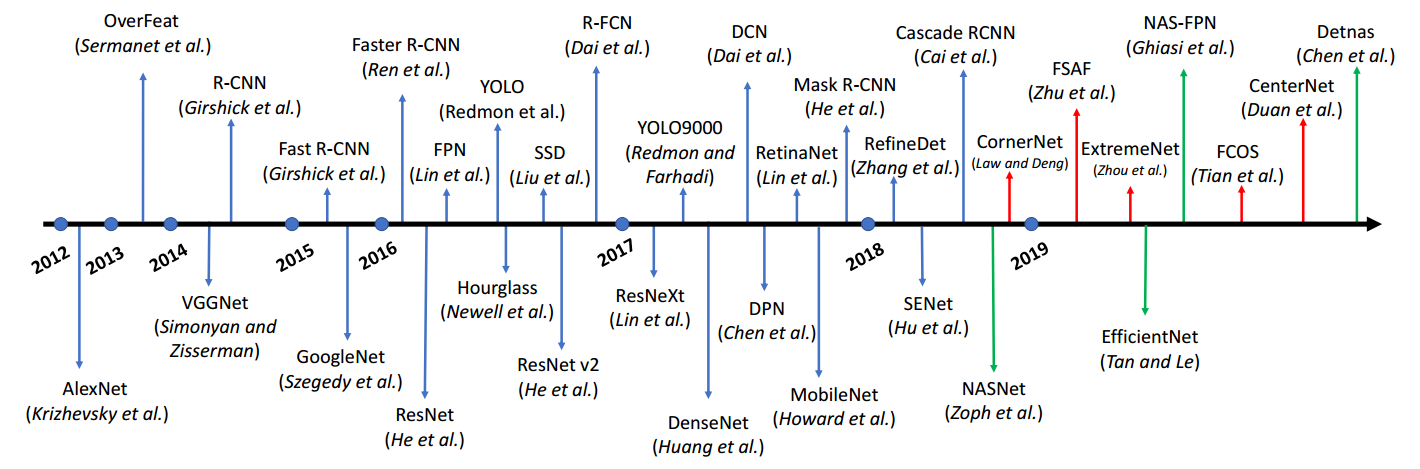 OverFeat
(Sermanet et al.)
R-CNN
(Girshick et al.)
Fast R-CNN
(Girshick et al.)
Faster R-CNN
(Ren et al.)
FPN
(Lin et al.)
YOLO
(Redmon et al.)
SSD
(Liu et al.)
R-FCN
(Dai et al.)
YOLO9000
(Redmon and
Farhadi)
DCN
(Dai et al.)
RetinaNet
(Lin et al.)
Mask R-CNN
(He et al.)
RefineDet
(Zhang et al.)
Cascade RCNN
(Cai et al.)
CornerNet
(Law and Deng)
FSAF
(Zhu et al.)
ExtremeNet
(Zhou et al.)
NAS-FPN
(Ghiasi et al.)
FCOS
(Tian et al.)
CenterNet
(Duan et al.)
Detnas
(Chen et al.)
2012
2013
2014
2015
2016
2017
2018
2019
AlexNet
(Krizhevsky et al.)
VGGNet
(Simonyan and
Zisserman)
GoogleNet
(Szegedy et al.)
ResNet
(He et al.)
Hourglass
(Newell et al.)
ResNet v2
(He et al.)
ResNeXt
(Lin et al.)
DenseNet
(Huang et al.)
DPN
(Chen et al.)
MobileNet
(Howard et al.)
SENet
(Hu et al.)
NASNet
(Zoph et al.)
EfficientNet
(Tan and Le)